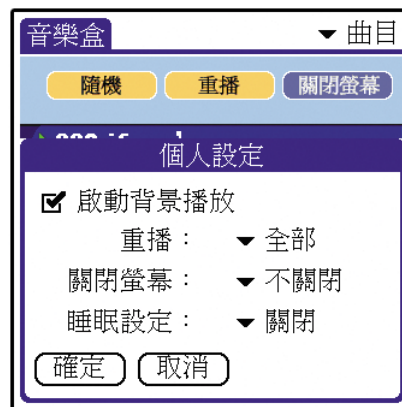 音樂盒 曲目
隨機 重播 關閉螢幕
個人設定
啟動背景播放
重播： 全部
關閉螢幕： 不關閉
睡眠設定： 關閉
確定 取消